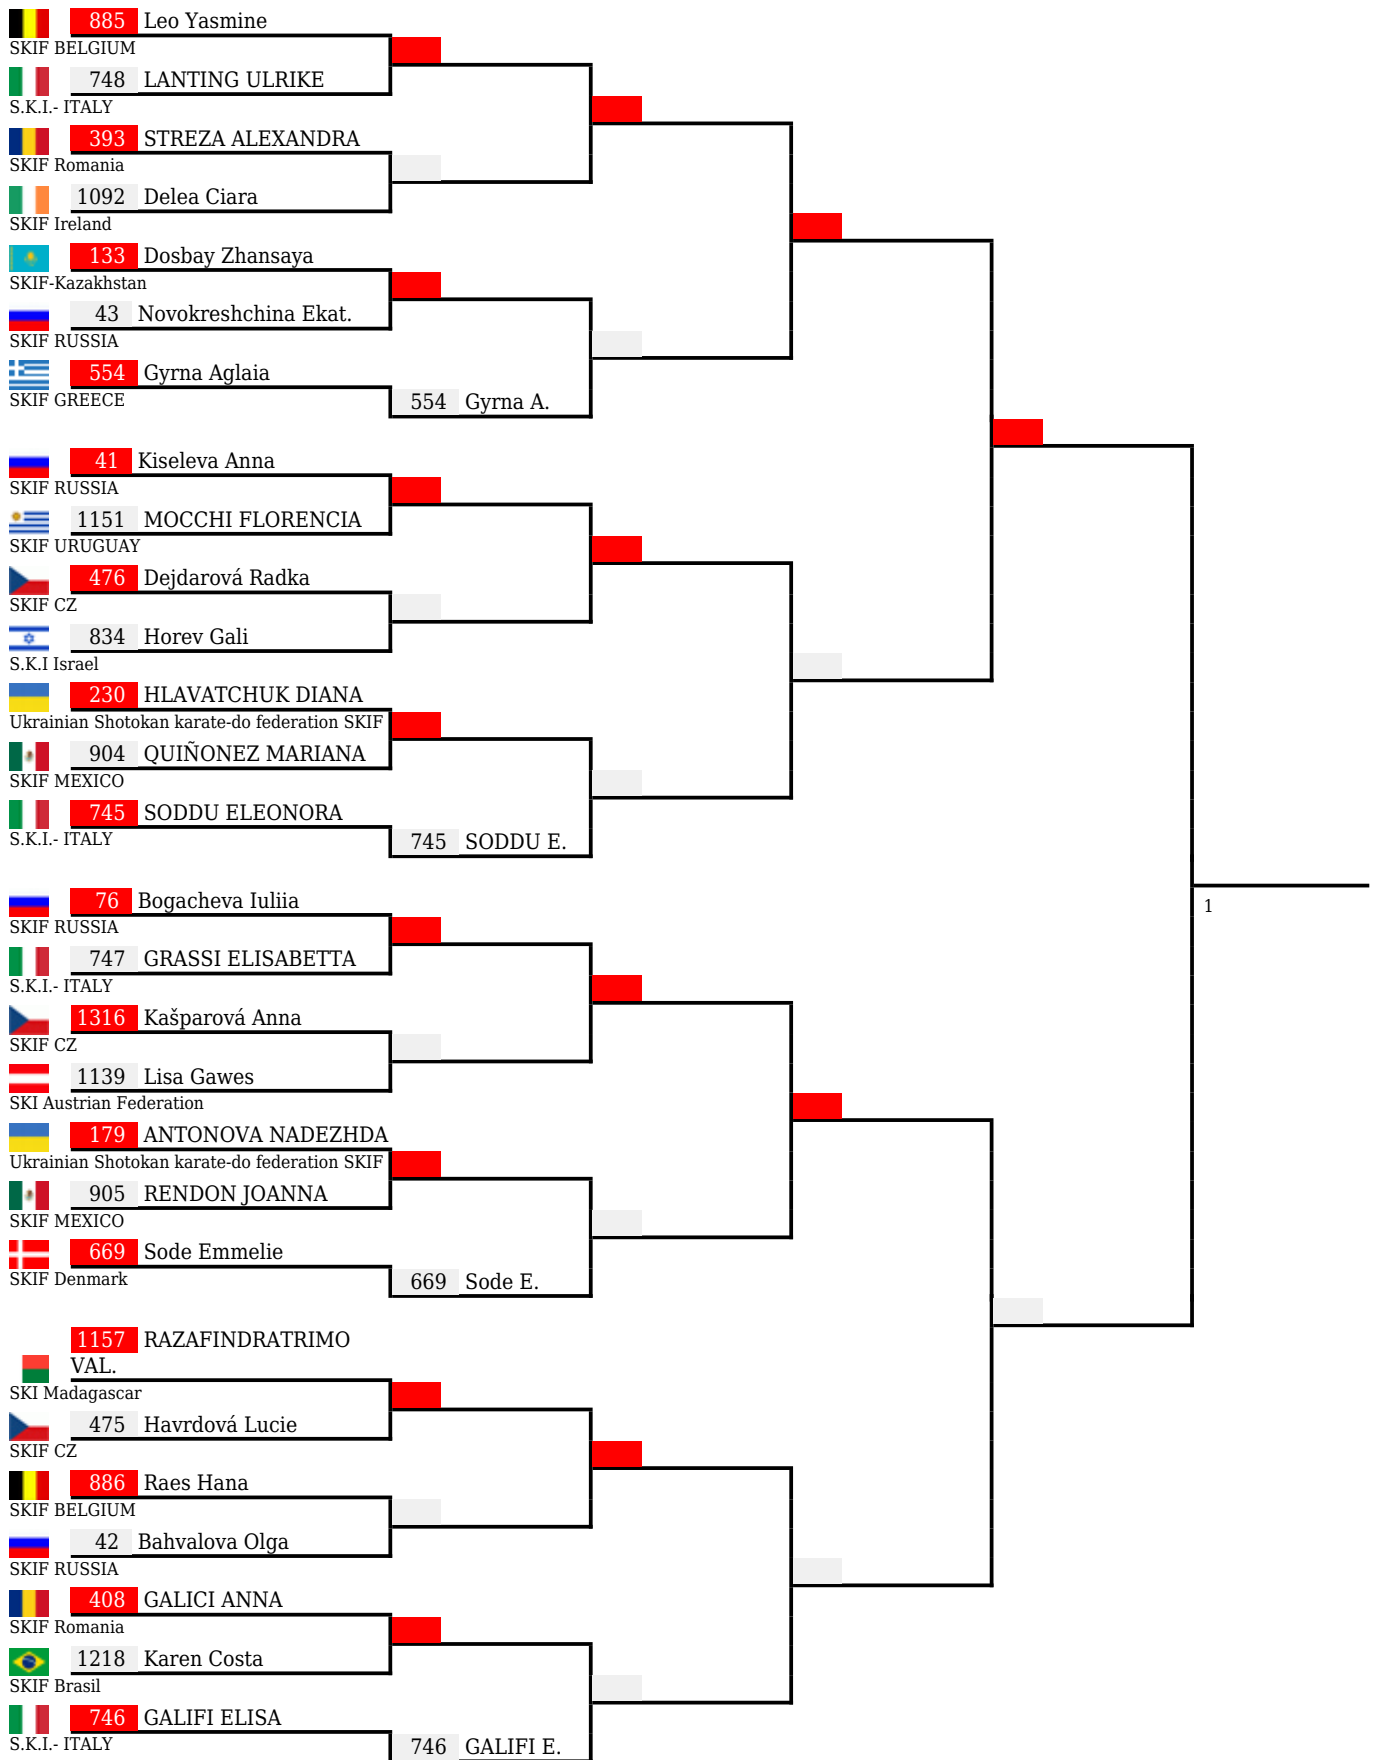 885 Leo Yasmine
SKIF BELGIUM
748 LANTING ULRIKE
S.K.I.- ITALY
393 STREZA ALEXANDRA
SKIF Romania
1092 Delea Ciara
SKIF Ireland
133 Dosbay Zhansaya
SKIF-Kazakhstan
43 Novokreshchina Ekat.
SKIF RUSSIA
554 Gyrna Aglaia
SKIF GREECE
554 Gyrna A.
41 Kiseleva Anna
SKIF RUSSIA
1151 MOCCHI FLORENCIA
SKIF URUGUAY
476 Dejdarová Radka
SKIF CZ
834 Horev Gali
S.K.I Israel
230 HLAVATCHUK DIANA
Ukrainian Shotokan karate-do federation SKIF
904 QUIÑONEZ MARIANA
SKIF MEXICO
745 SODDU ELEONORA
S.K.I.- ITALY
745 SODDU E.
76 Bogacheva Iuliia
1
SKIF RUSSIA
747 GRASSI ELISABETTA
S.K.I.- ITALY
1316 Kašparová Anna
SKIF CZ
1139 Lisa Gawes
SKI Austrian Federation
179 ANTONOVA NADEZHDA
Ukrainian Shotokan karate-do federation SKIF
905 RENDON JOANNA
SKIF MEXICO
669 Sode Emmelie
SKIF Denmark
669 Sode E.
1157 RAZAFINDRATRIMO
VAL.
SKI Madagascar
475 Havrdová Lucie
SKIF CZ
886 Raes Hana
SKIF BELGIUM
42 Bahvalova Olga
SKIF RUSSIA
408 GALICI ANNA
SKIF Romania
1218 Karen Costa
SKIF Brasil
746 GALIFI ELISA
S.K.I.- ITALY
746 GALIFI E.